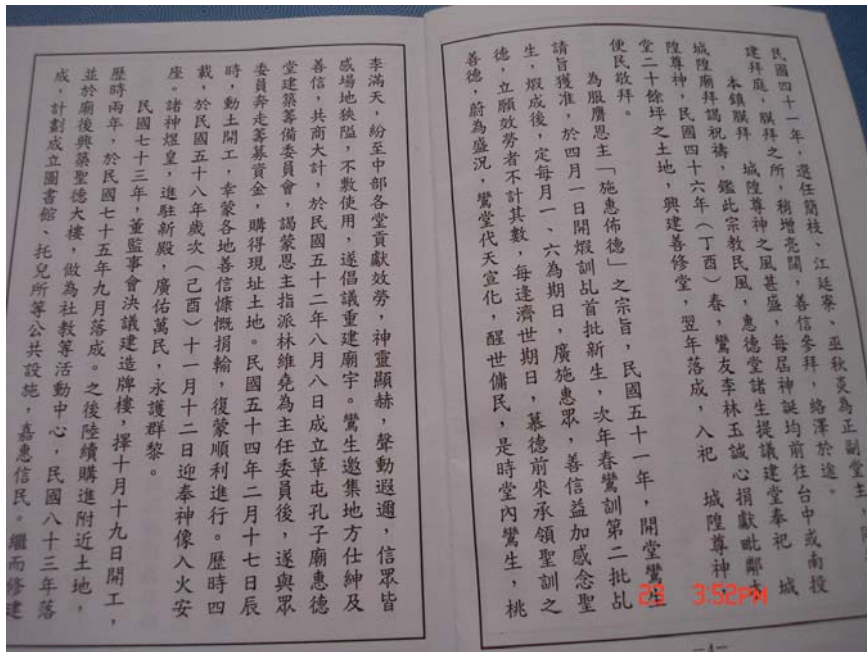 民國四十一年，選任簡枝、江廷寮、巫秋炎為正副堂主，
建拜庭，朝拜之所，稍增亮闊，善信參拜，絡澤於途。
本鎮朝拜　城隍尊神之風甚盛，每屆神誕均前往台中或南投
城隍廟拜謁祝禱，鑑此宗教民風，惠德堂諸生提議建堂奉祀　城
隍尊神，民國四十六年（丁酉）春，鸞友李林玉誠心捐獻毗鄰
堂二十餘坪之土地，興建善修堂，翌年落成，入祀　城隍尊神
便民敬拜。
為服膺恩主「施惠佈德」之宗旨，民國五十一年，開堂鸞生
請旨獲准，於四月一日開煆訓乩首批新生，次年春鸞訓第二批乩
生，煆成後，定每月一、六為期日，廣施惠眾，善信益加感念聖
德，立願效勞者不計其數，每逢濟世期日，慕德前來承領聖訓之
善德，蔚為盛況，鸞堂代天宣化，醒世傭民，是時堂內鸞生，桃
23 3:52PM
-4-
李滿天，紛至中部各堂貢獻效勞，神靈顯赫，聲動遐邇，信眾皆
感場地狹隘，不敷使用，遂倡議重建廟宇。鸞生邀集地方仕紳及
善信，共商大計，於民國五十二年八月八日成立草屯孔子廟惠德
堂建築籌備委員會，謁蒙恩主指派林維堯為主任委員後，遂與眾
委員奔走籌募資金，購得現址土地。民國五十四年二月十七日辰
時，動土開工，幸蒙各地善信慷慨捐輸，復蒙順利進行。歷時四
載，於民國五十八年歲次（己酉）十一月十二日迎奉神像入火安
座。諸神煌皇，進駐新殿，廣佑萬民，永護群黎。
民國七十三年，董監事會決議建造牌樓，擇十月十九日開工，
歷時兩年，於民國七十五年九月落成。之後陸續購進附近土地，
並於廟後興築聖德大樓，做為社教等活動中心，民國八十三年落
成，計劃成立圖書館、托兒所等公共設施，嘉惠信民。繼而修建